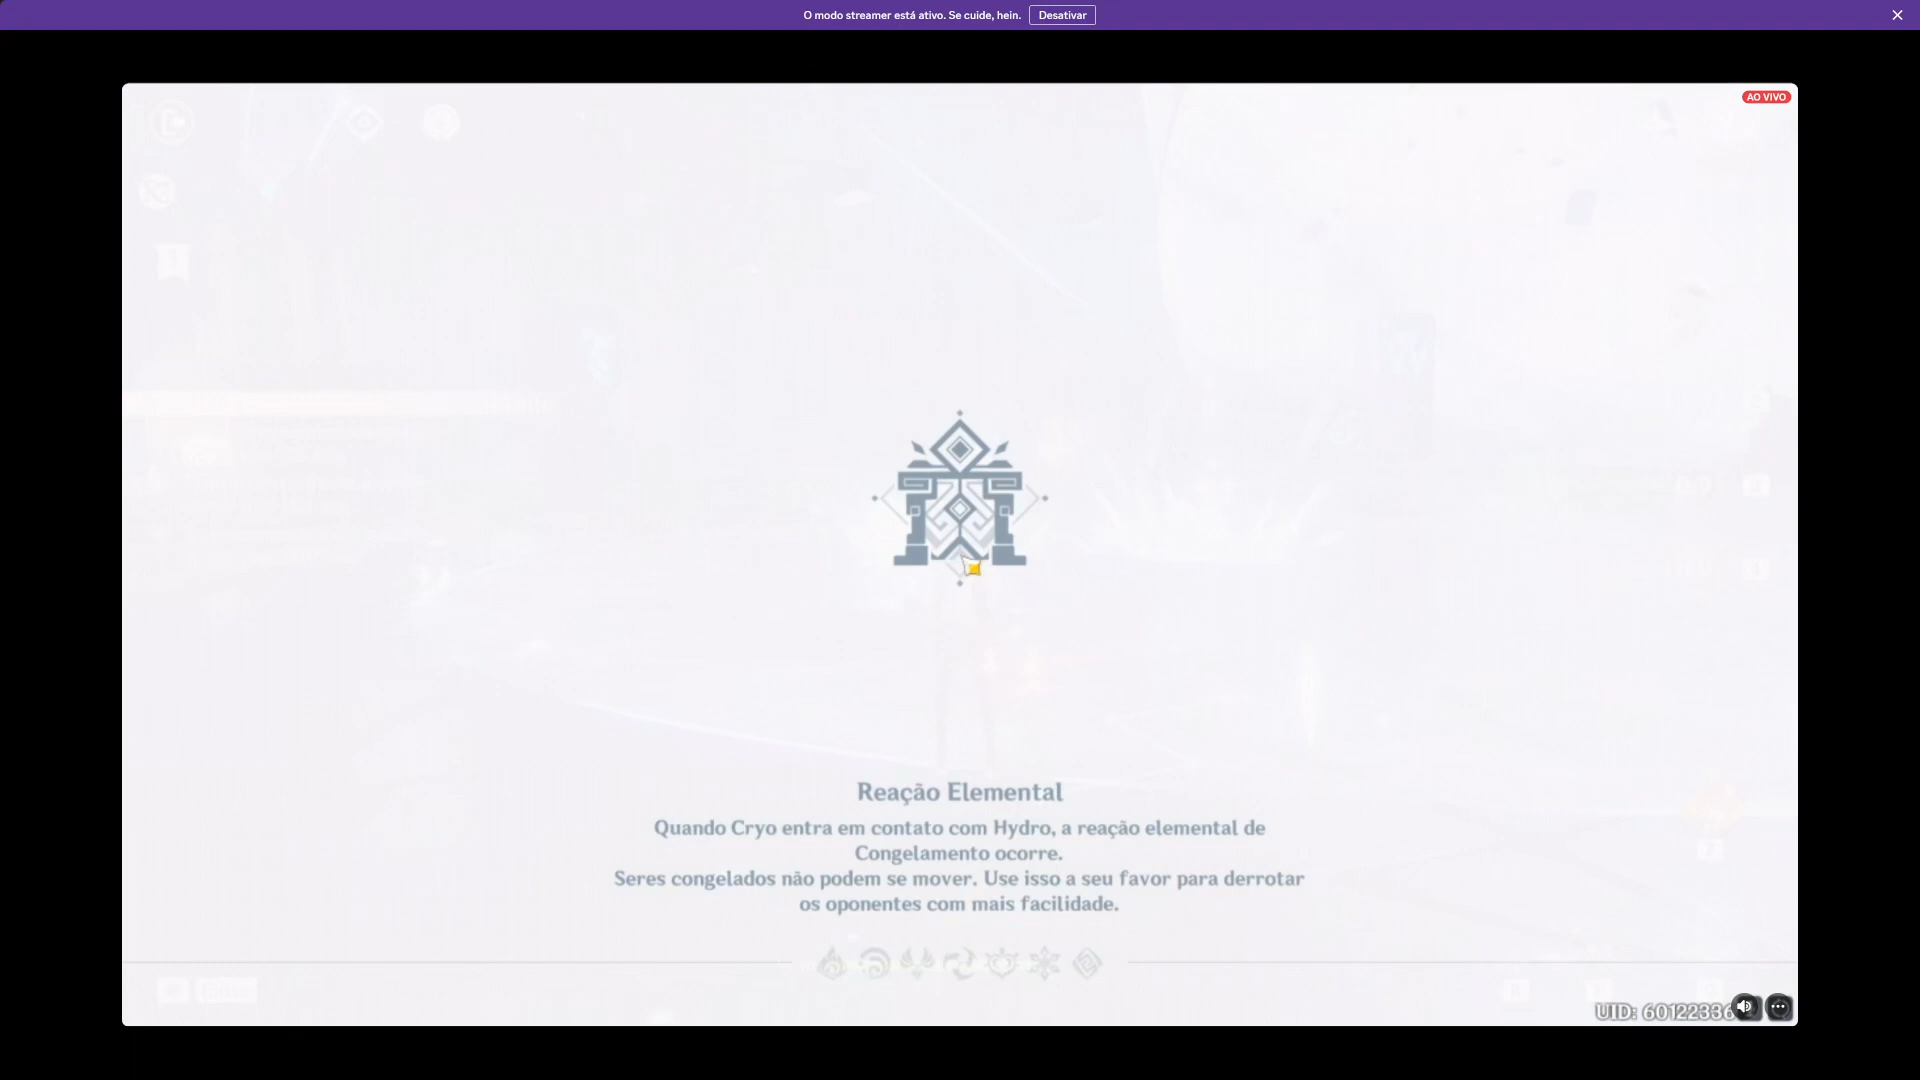 O modo streamer está ativo. Se cuide, hein. Desativar
AO VIVO
Reação Elemental
Quando Cryo entra em contato com Hydro, a reação elemental de
Congelamento ocorre.
Seres congelados não podem se mover. Use isso a seu favor para derrotar
os oponentes com mais facilidade.
UID: